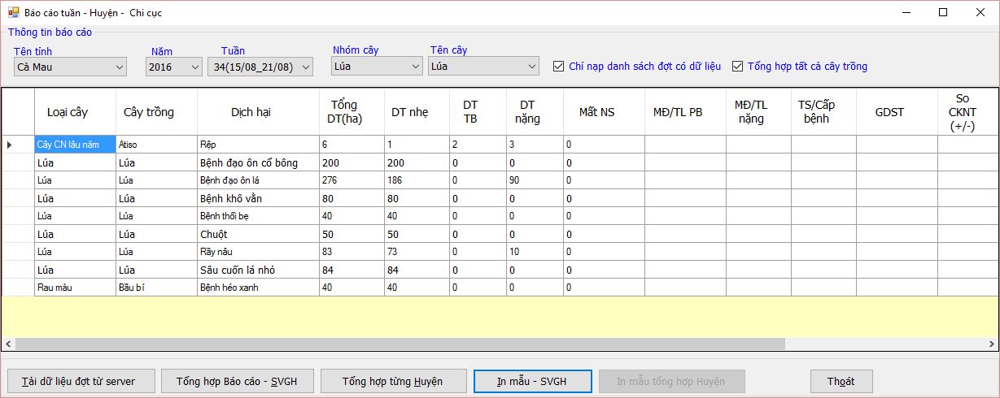 Báo cáo tuần - Huyện - Chi cục
Thông tin báo cáo
Tên tỉnh Năm Tuần Nhóm cây Tên cây
Cà Mau 2016 34(15/08_21/08) Lúa Lúa Chỉ nạp danh sách đợt có dữ liệu Tổng hợp tất cả cây trồng
Loại cây Cây trồng Dịch hại Tổng DT(ha) DT nhẹ DT TB DT nặng Mất NS MĐ/TL PB MĐ/TL nặng TS/Cấp bệnh GDST So CKNT (+/-)
Cây CN lâu năm Atiso Rệp 6 1 2 3 0
Lúa Lúa Bệnh đạo ôn cổ bông 200 200 0 0 0
Lúa Lúa Bệnh đạo ôn lá 276 186 0 90 0
Lúa Lúa Bệnh khô vằn 80 80 0 0 0
Lúa Lúa Bệnh thối bẹ 40 40 0 0 0
Lúa Lúa Chuột 50 50 0 0 0
Lúa Lúa Rầy nâu 83 73 0 10 0
Lúa Lúa Sâu cuốn lá nhỏ 84 84 0 0 0
Rau màu Bầu bí Bệnh héo xanh 40 40 0 0 0
Tải dữ liệu đợt từ server Tổng hợp Báo cáo - SVGH Tổng hợp từng Huyện In mẫu - SVGH In mẫu tổng hợp Huyện Thoát